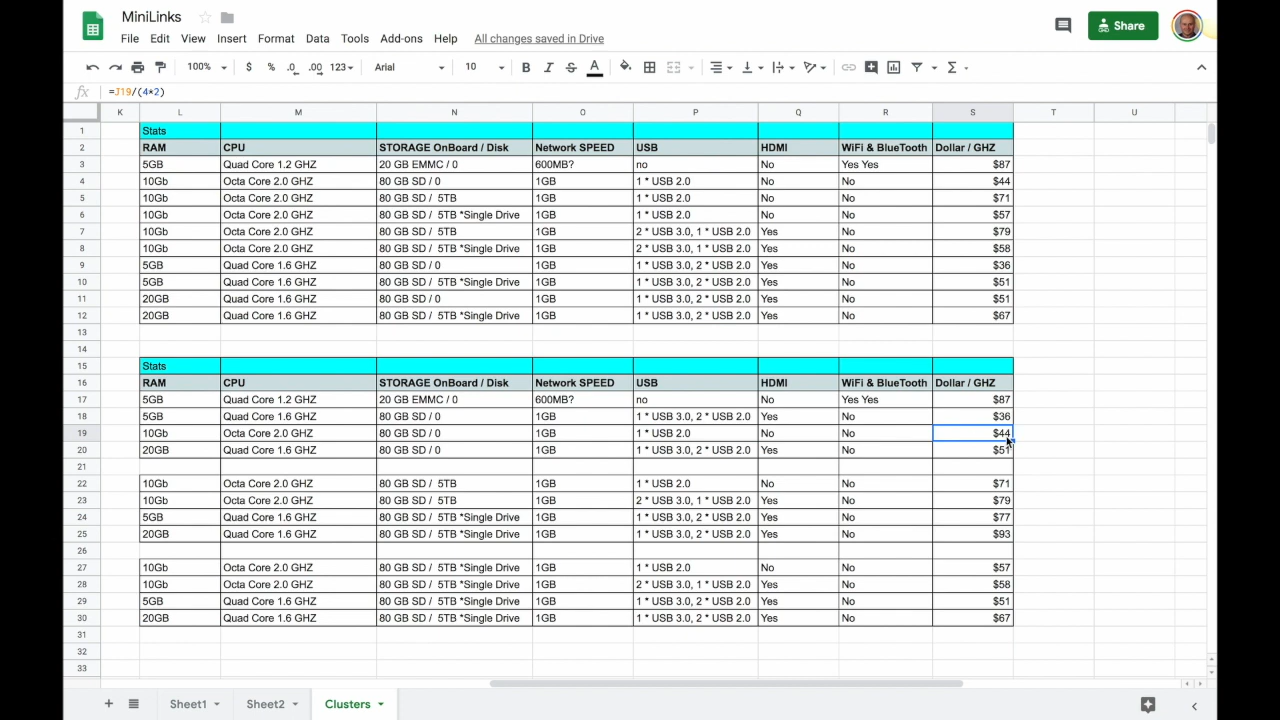 MiniLinks
File Edit View Insert Format Data Tools Add-ons Help All changes saved in Drive
Share
100% $ % .0 .00 123 Arial 10 B I S A Σ
fx =J19/(4*2)
K L M N O P Q R S T U
1 Stats
2 RAM CPU STORAGE OnBoard / Disk Network SPEED USB HDMI WiFi & BlueTooth Dollar / GHZ
3 5GB Quad Core 1.2 GHZ 20 GB EMMC / 0 600MB? no No Yes Yes $87
4 10Gb Octa Core 2.0 GHZ 80 GB SD / 0 1GB 1 * USB 2.0 No No $44
5 10Gb Octa Core 2.0 GHZ 80 GB SD / 5TB 1GB 1 * USB 2.0 No No $71
6 10Gb Octa Core 2.0 GHZ 80 GB SD / 5TB *Single Drive 1GB 1 * USB 2.0 No No $57
7 10Gb Octa Core 2.0 GHZ 80 GB SD / 5TB 1GB 2 * USB 3.0, 1 * USB 2.0 Yes No $79
8 10Gb Octa Core 2.0 GHZ 80 GB SD / 5TB *Single Drive 1GB 2 * USB 3.0, 1 * USB 2.0 Yes No $58
9 5GB Quad Core 1.6 GHZ 80 GB SD / 0 1GB 1 * USB 3.0, 2 * USB 2.0 Yes No $36
10 5GB Quad Core 1.6 GHZ 80 GB SD / 5TB *Single Drive 1GB 1 * USB 3.0, 2 * USB 2.0 Yes No $51
11 20GB Quad Core 1.6 GHZ 80 GB SD / 0 1GB 1 * USB 3.0, 2 * USB 2.0 Yes No $51
12 20GB Quad Core 1.6 GHZ 80 GB SD / 5TB *Single Drive 1GB 1 * USB 3.0, 2 * USB 2.0 Yes No $67
13
14
15 Stats
16 RAM CPU STORAGE OnBoard / Disk Network SPEED USB HDMI WiFi & BlueTooth Dollar / GHZ
17 5GB Quad Core 1.2 GHZ 20 GB EMMC / 0 600MB? no No Yes Yes $87
18 5GB Quad Core 1.6 GHZ 80 GB SD / 0 1GB 1 * USB 3.0, 2 * USB 2.0 Yes No $36
19 10Gb Octa Core 2.0 GHZ 80 GB SD / 0 1GB 1 * USB 2.0 No No $44
20 20GB Quad Core 1.6 GHZ 80 GB SD / 0 1GB 1 * USB 3.0, 2 * USB 2.0 Yes No $51
21
22 10Gb Octa Core 2.0 GHZ 80 GB SD / 5TB 1GB 1 * USB 2.0 No No $71
23 10Gb Octa Core 2.0 GHZ 80 GB SD / 5TB 1GB 2 * USB 3.0, 1 * USB 2.0 Yes No $79
24 5GB Quad Core 1.6 GHZ 80 GB SD / 5TB *Single Drive 1GB 1 * USB 3.0, 2 * USB 2.0 Yes No $77
25 20GB Quad Core 1.6 GHZ 80 GB SD / 5TB *Single Drive 1GB 1 * USB 3.0, 2 * USB 2.0 Yes No $93
26
27 10Gb Octa Core 2.0 GHZ 80 GB SD / 5TB *Single Drive 1GB 1 * USB 2.0 No No $57
28 10Gb Octa Core 2.0 GHZ 80 GB SD / 5TB *Single Drive 1GB 2 * USB 3.0, 1 * USB 2.0 Yes No $58
29 5GB Quad Core 1.6 GHZ 80 GB SD / 5TB *Single Drive 1GB 1 * USB 3.0, 2 * USB 2.0 Yes No $51
30 20GB Quad Core 1.6 GHZ 80 GB SD / 5TB *Single Drive 1GB 1 * USB 3.0, 2 * USB 2.0 Yes No $67
31
32
33
Sheet1 Sheet2 Clusters